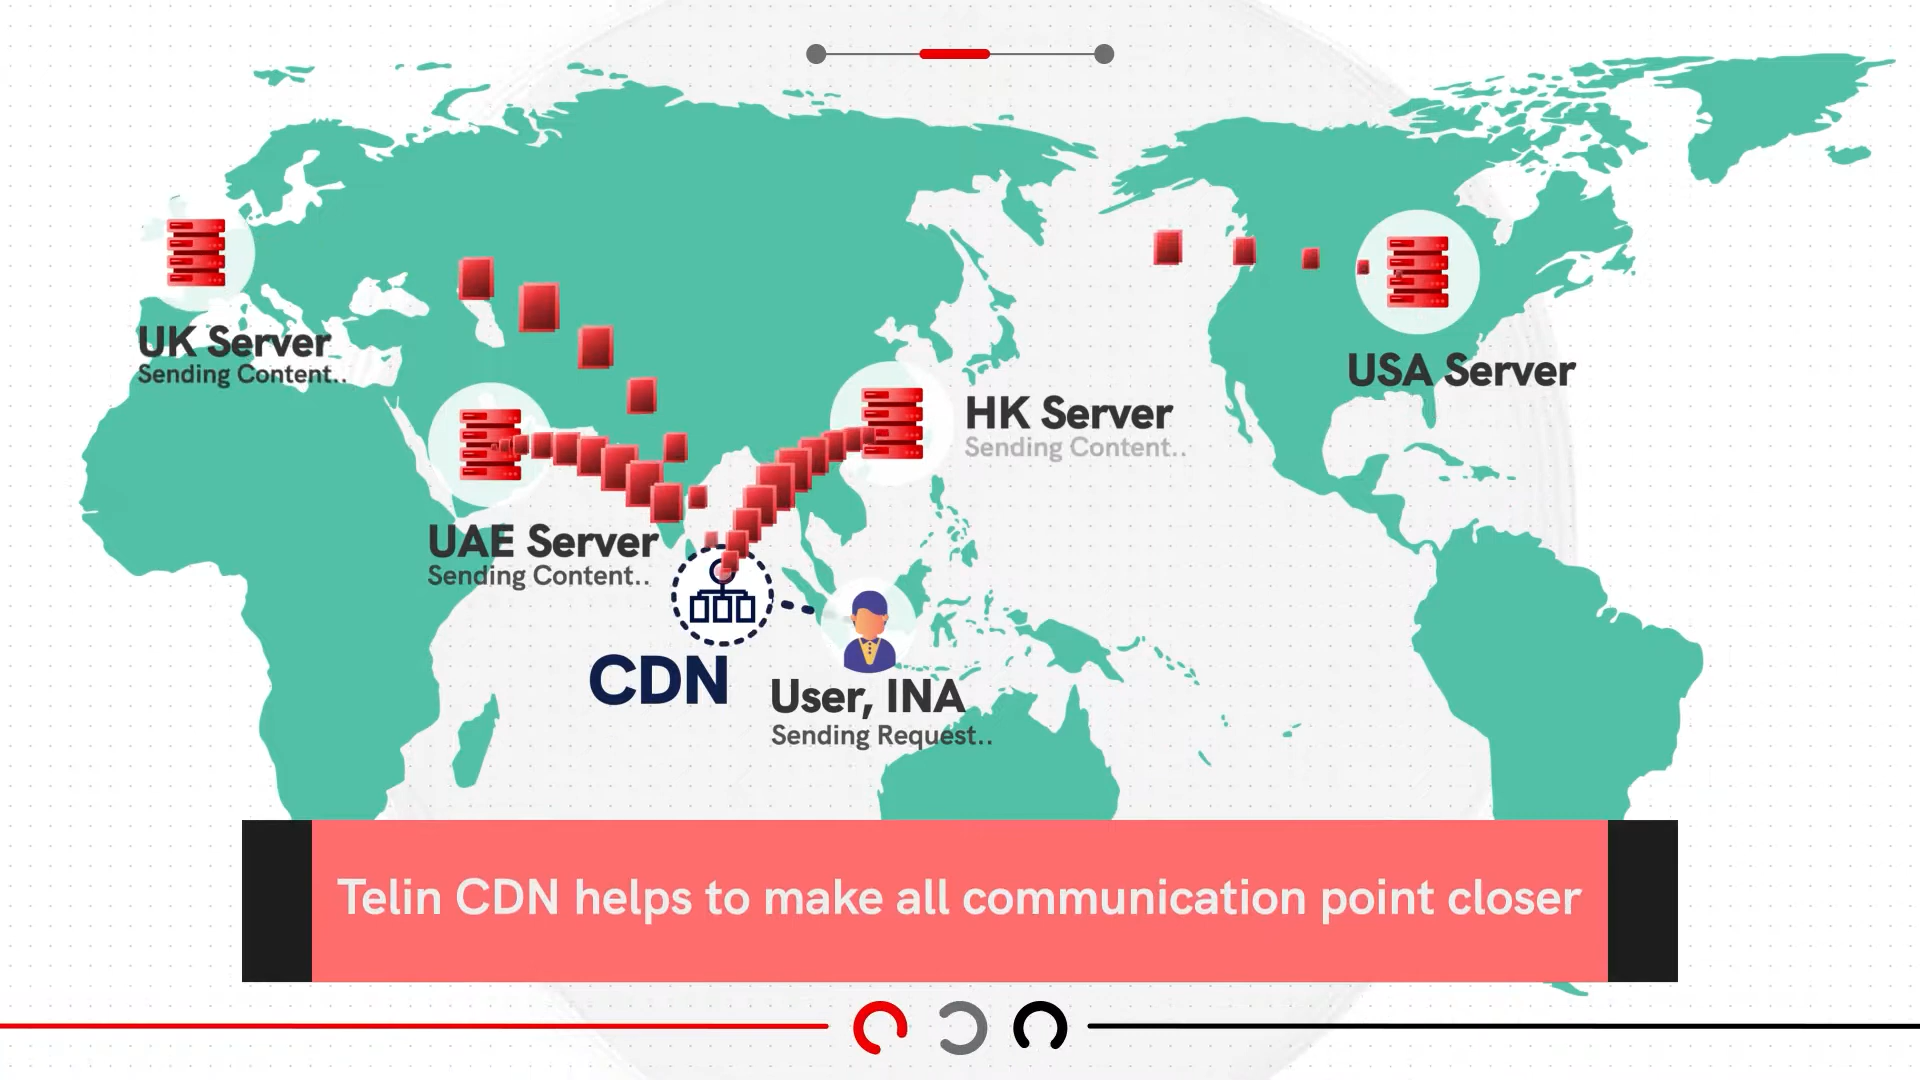 UK Server
Sending Content..
USA Server
HK Server
Sending Content..
UAE Server
Sending Content..
CDN
User, INA
Sending Request..
Telin CDN helps to make all communication point closer